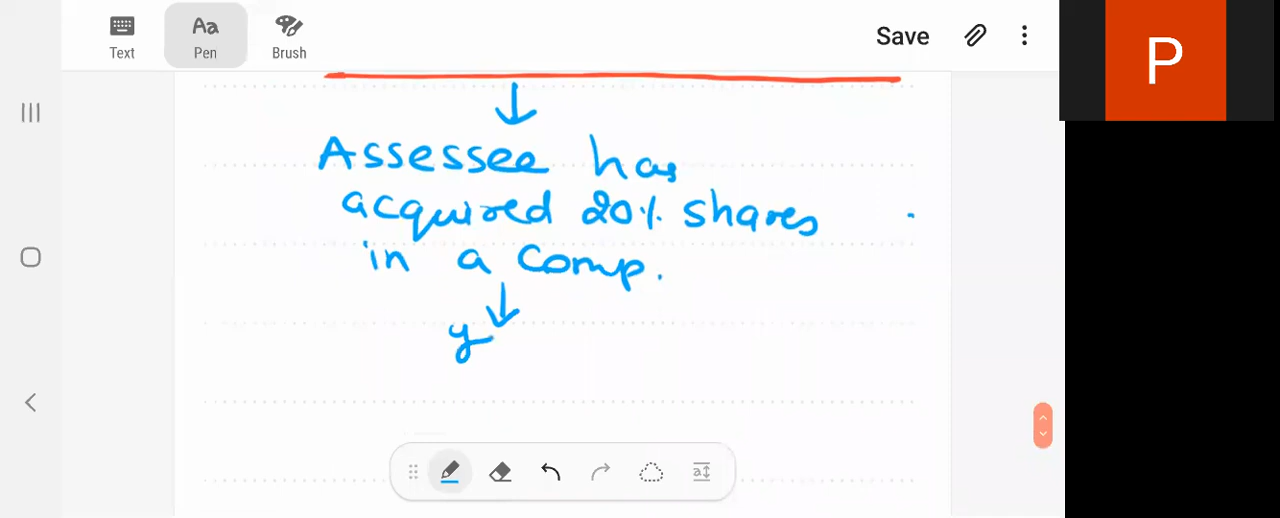 Text
Pen
Brush
Save
P
Assessee has
acquired 20% shares
in a Comp.
y